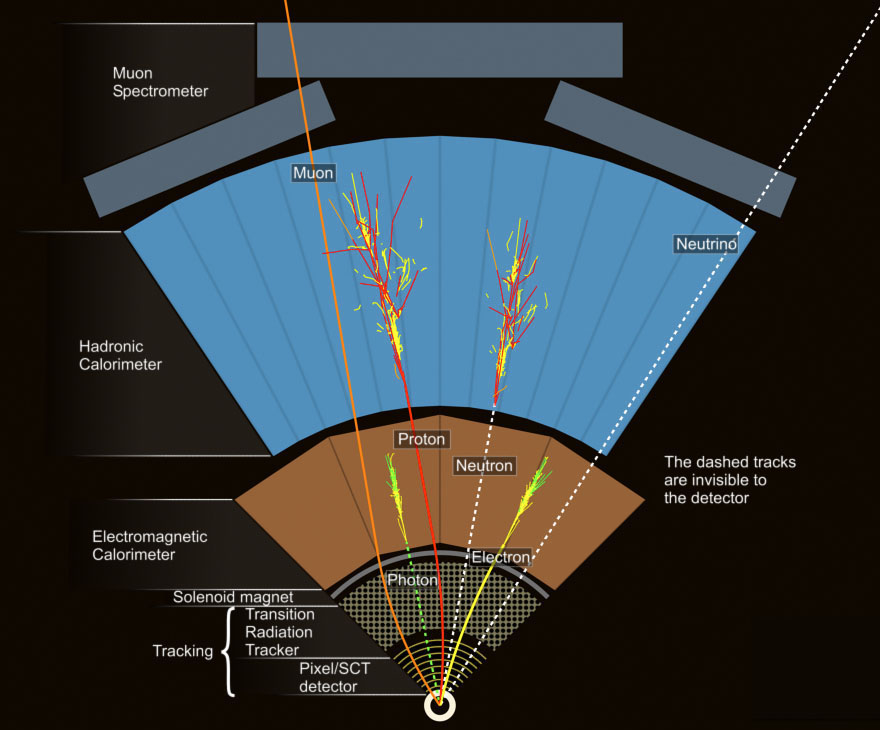 Muon
Spectrometer
Muon
Neutrino
Hadronic
Calorimeter
Proton
Neutron
The dashed tracks
are invisible to
the detector
Electromagnetic
Calorimeter
Electron
Photon
Solenoid magnet
Transition
Radiation
Tracker
Tracking
Pixel/SCT
detector